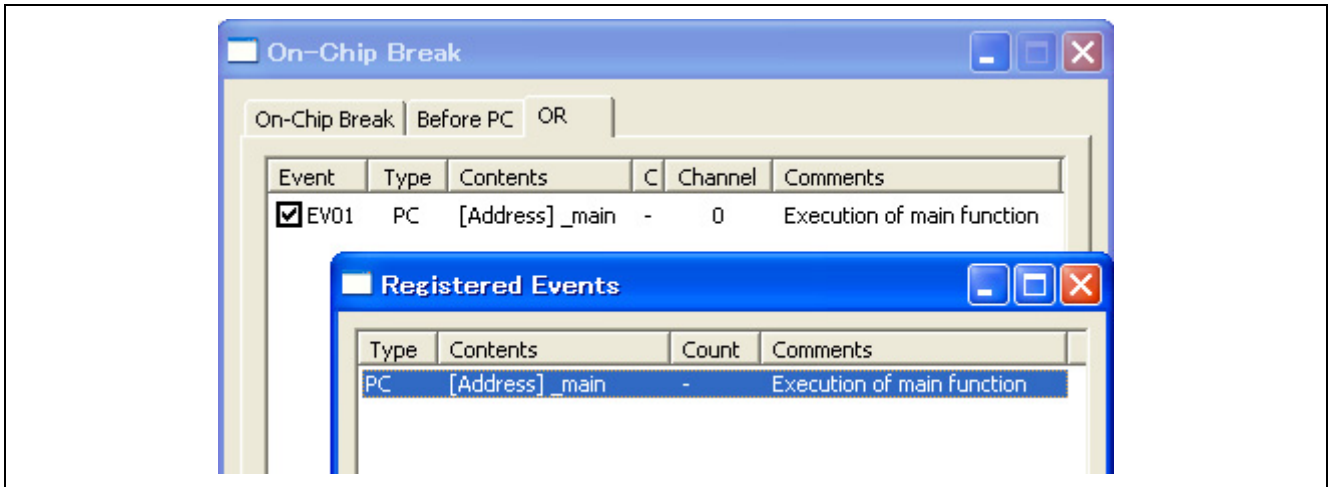 On-Chip Break
On-Chip Break Before PC OR
Event Type Contents C Channel Comments
EV01 PC [Address] _main - 0 Execution of main function
Registered Events
Type Contents Count Comments
PC [Address] _main - Execution of main function